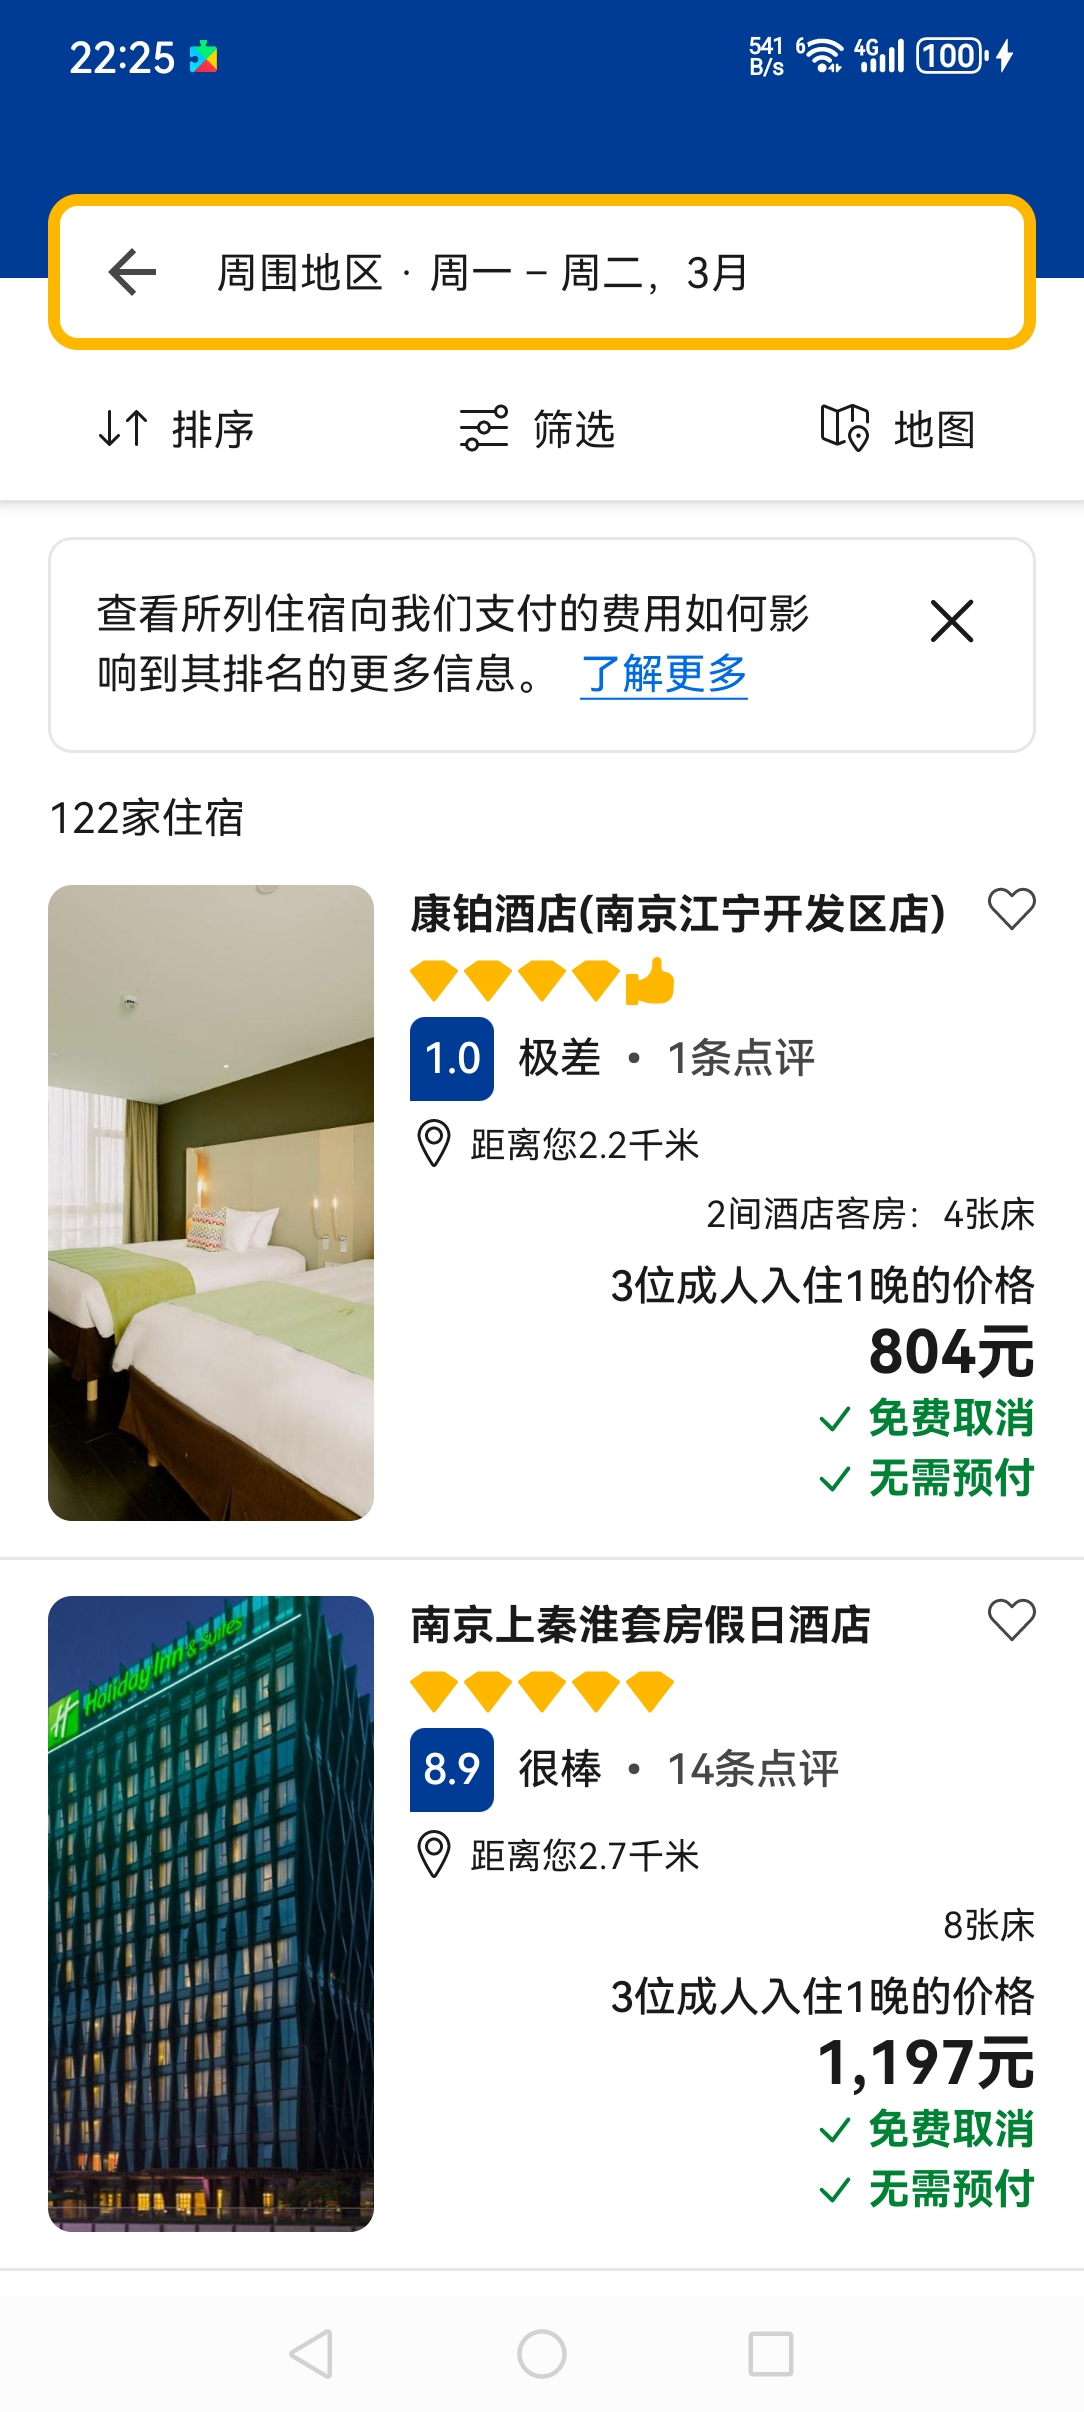 22:25
541 B/s
6
4G
100
周围地区 · 周一 – 周二，3月
排序
筛选
地图
查看所列住宿向我们支付的费用如何影
响到其排名的更多信息。 了解更多
122家住宿
康铂酒店(南京江宁开发区店)
1.0 极差 • 1条点评
距离您2.2千米
2间酒店客房：4张床
3位成人入住1晚的价格
804元
免费取消
无需预付
Holiday Inn & Suites
H
南京上秦淮套房假日酒店
8.9 很棒 • 14条点评
距离您2.7千米
8张床
3位成人入住1晚的价格
1,197元
免费取消
无需预付